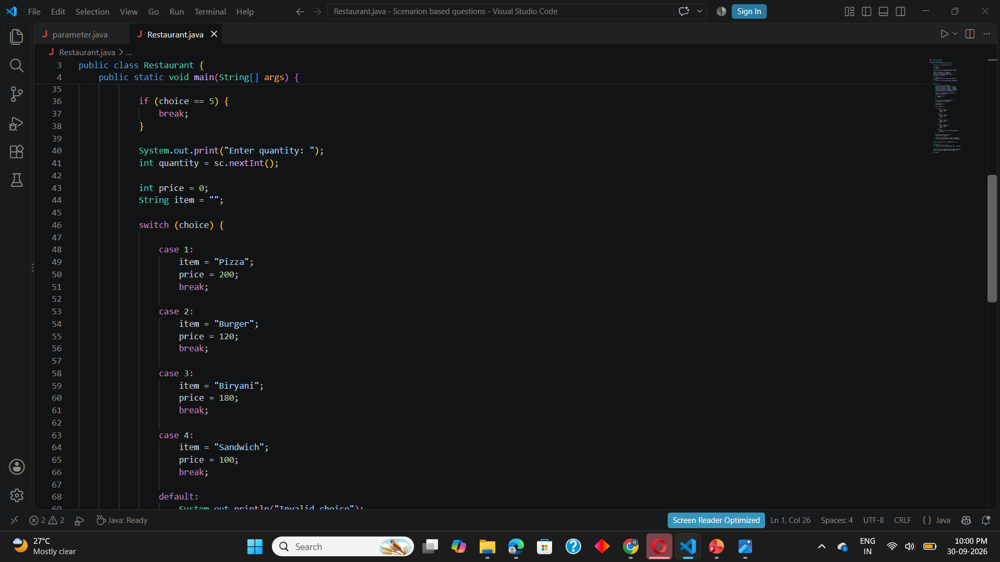 File Edit Selection View Go Run Terminal Help
Restaurant.java - Scenarion based questions - Visual Studio Code
Sign In
parameter.java
Restaurant.java
Restaurant.java > ...
3 public class Restaurant {
4 public static void main(String[] args) {
35
36 if (choice == 5) {
37 break;
38 }
39
40 System.out.print("Enter quantity: ");
41 int quantity = sc.nextInt();
42
43 int price = 0;
44 String item = "";
45
46 switch (choice) {
47
48 case 1:
49 item = "Pizza";
50 price = 200;
51 break;
52
53 case 2:
54 item = "Burger";
55 price = 120;
56 break;
57
58 case 3:
59 item = "Biryani";
60 price = 180;
61 break;
62
63 case 4:
64 item = "Sandwich";
65 price = 100;
66 break;
67
68 default:
69 System.out.println("Invalid choice");
2 2 Java: Ready
Screen Reader Optimized Ln 1, Col 26 Spaces: 4 UTF-8 CRLF { } Java
27°C
Mostly clear
Search
ENG
IN
10:00 PM
30-09-2026